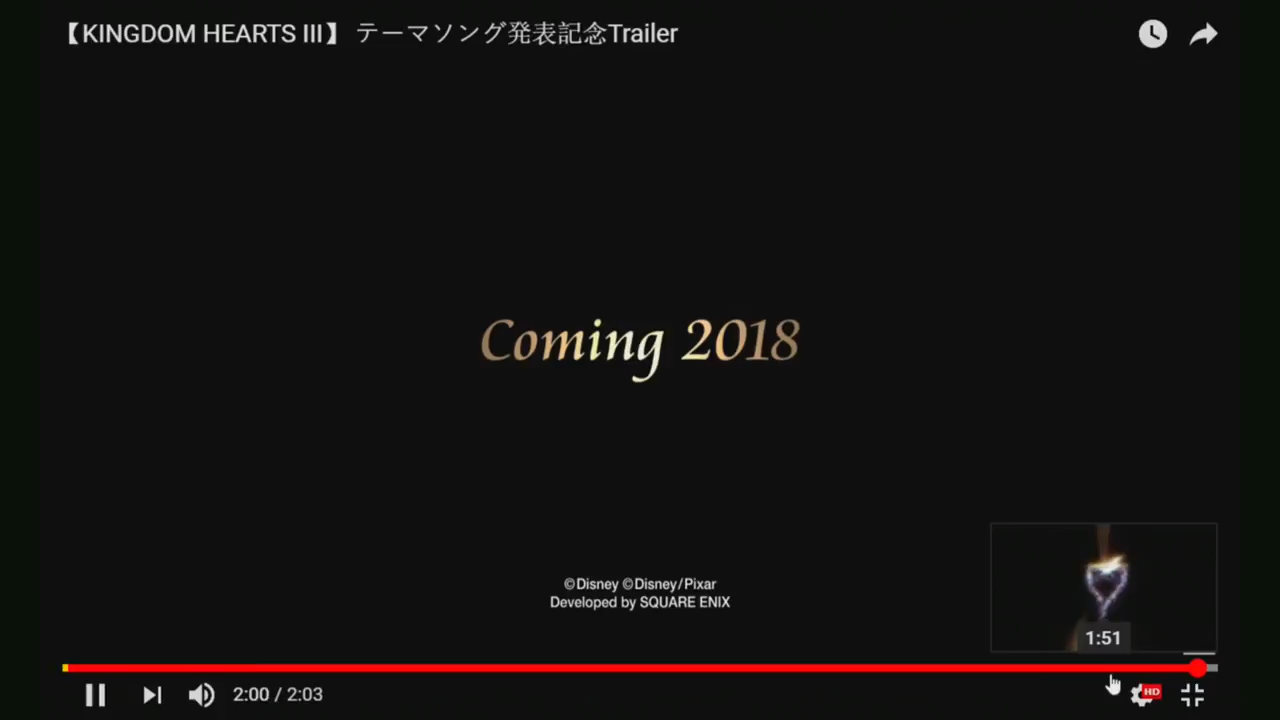 【KINGDOM HEARTS III】 テーマソング発表記念Trailer
Coming 2018
©Disney ©Disney/Pixar
Developed by SQUARE ENIX
1:51
2:00 / 2:03
HD